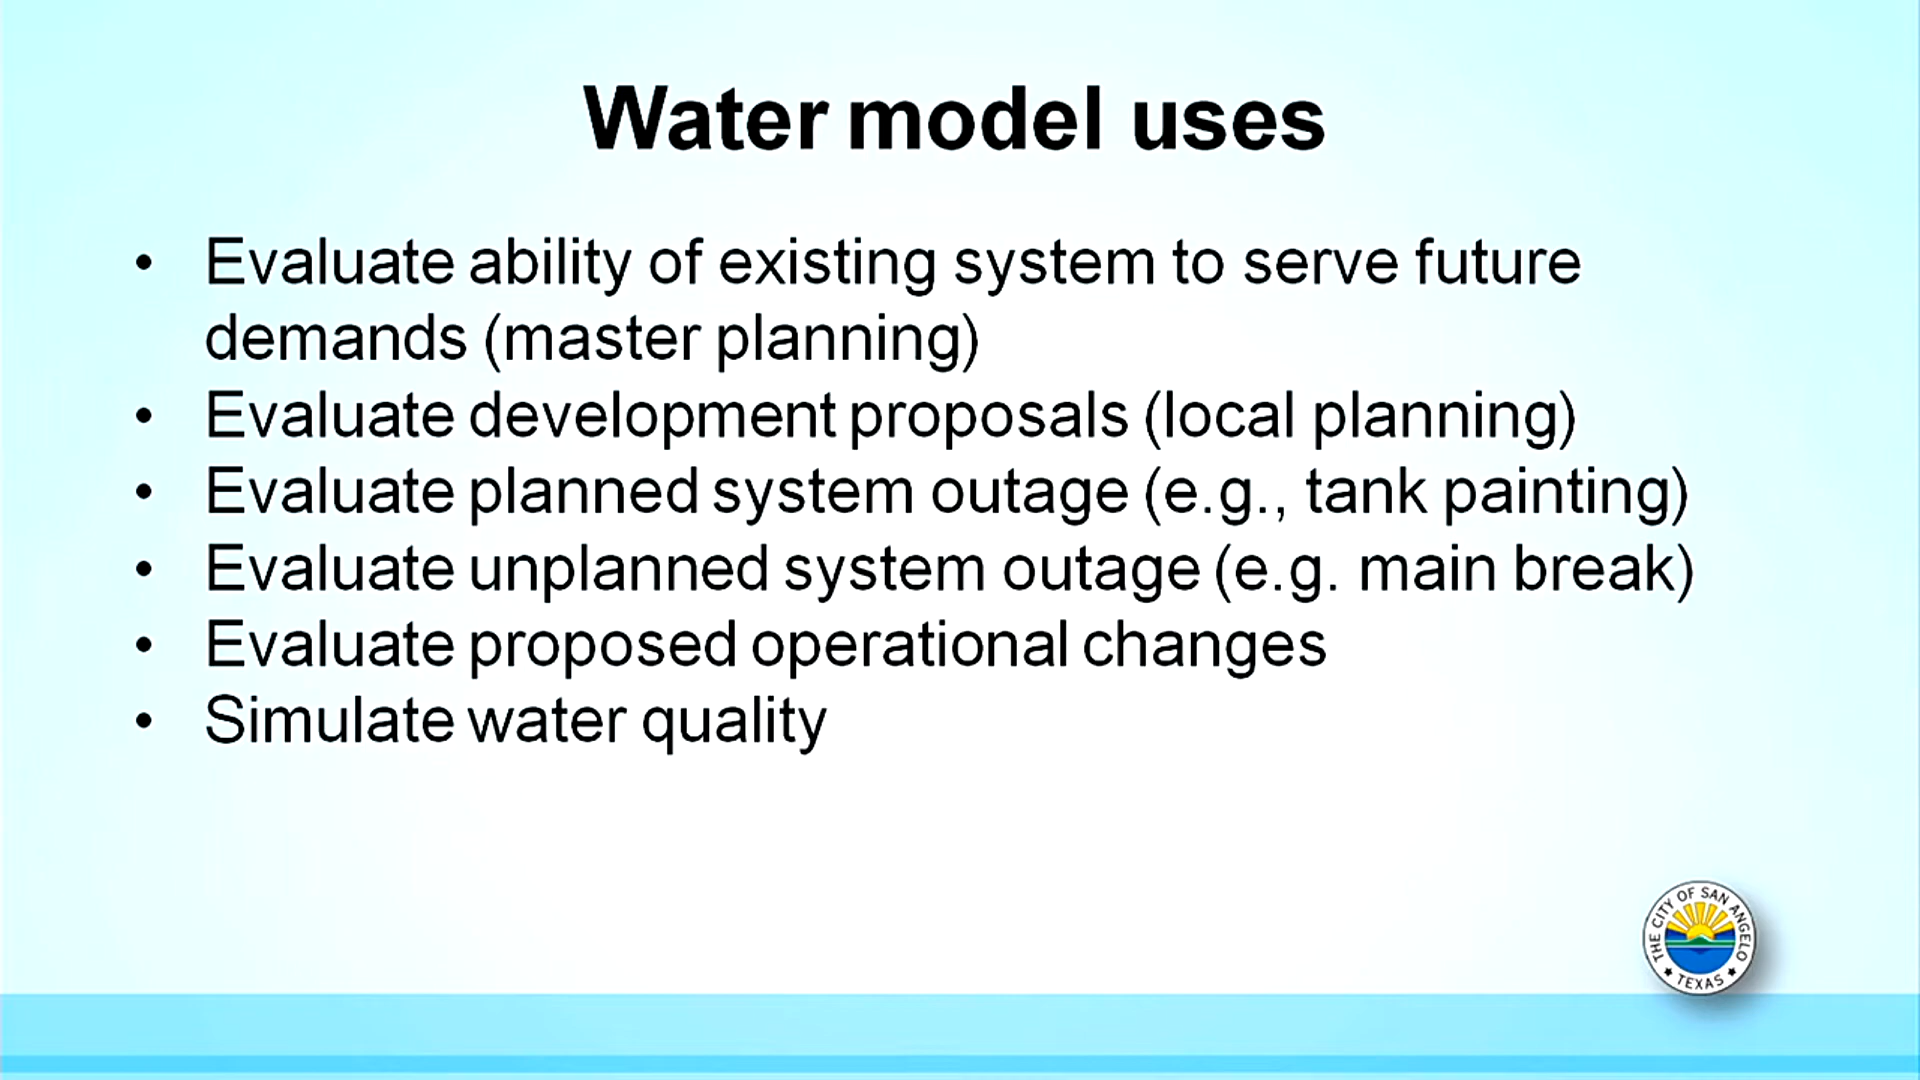 Water model uses
• Evaluate ability of existing system to serve future
demands (master planning)
• Evaluate development proposals (local planning)
• Evaluate planned system outage (e.g., tank painting)
• Evaluate unplanned system outage (e.g. main break)
• Evaluate proposed operational changes
• Simulate water quality
THE CITY OF SAN ANGELO
★ TEXAS ★